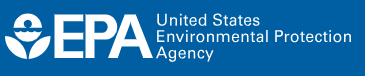 EPA
United States
Environmental Protection
Agency